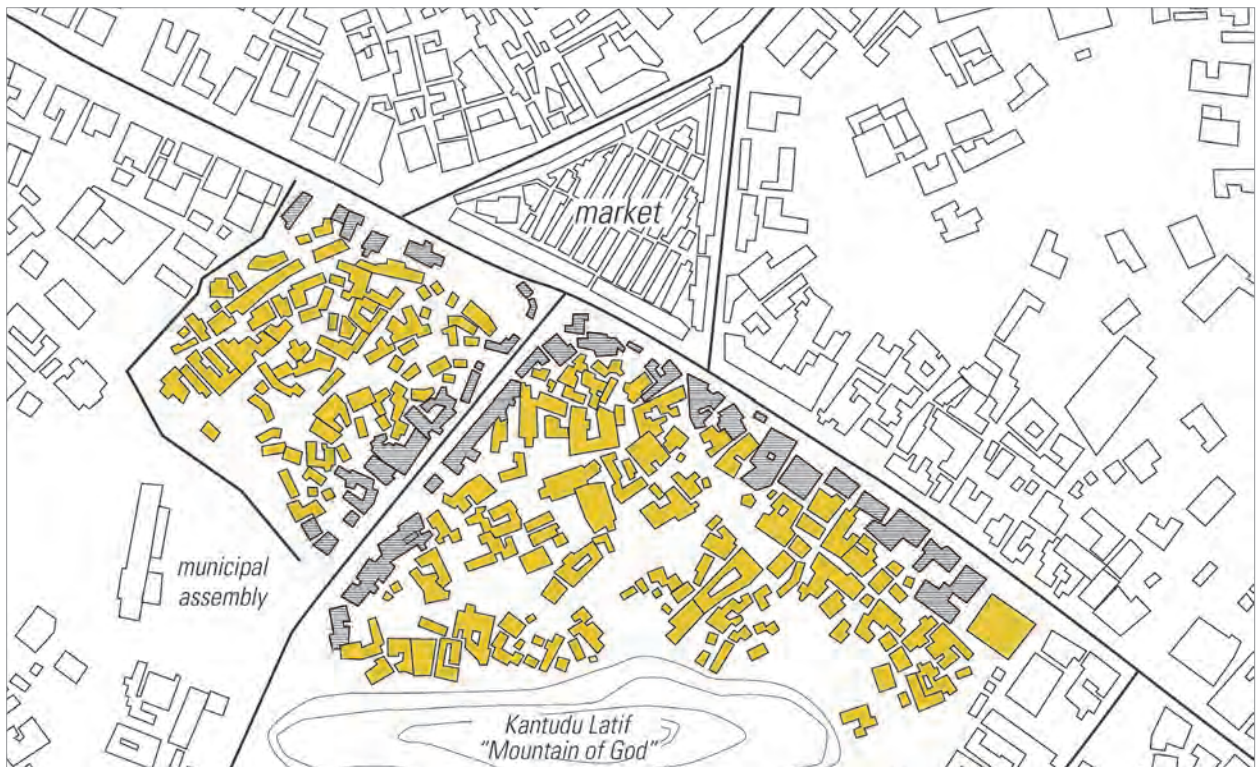 market
municipal
assembly
Kantudu Latif
"Mountain of God"